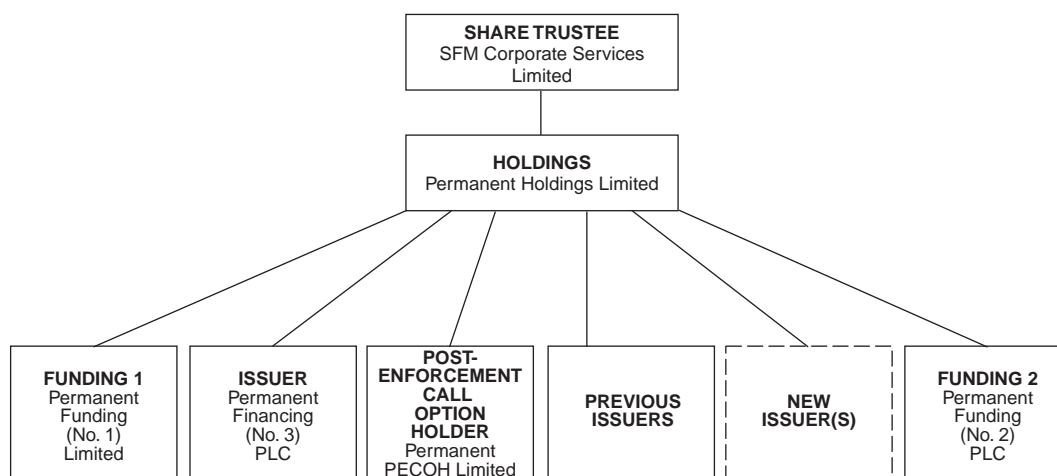 SHARE TRUSTEE
SFM Corporate Services
Limited
HOLDINGS
Permanent Holdings Limited
FUNDING 1
Permanent
Funding
(No. 1)
Limited
ISSUER
Permanent
Financing
(No. 3)
PLC
POST-
ENFORCEMENT
CALL
OPTION
HOLDER
Permanent
PECOH Limited
PREVIOUS
ISSUERS
NEW
ISSUER(S)
FUNDING 2
Permanent
Funding
(No. 2)
PLC